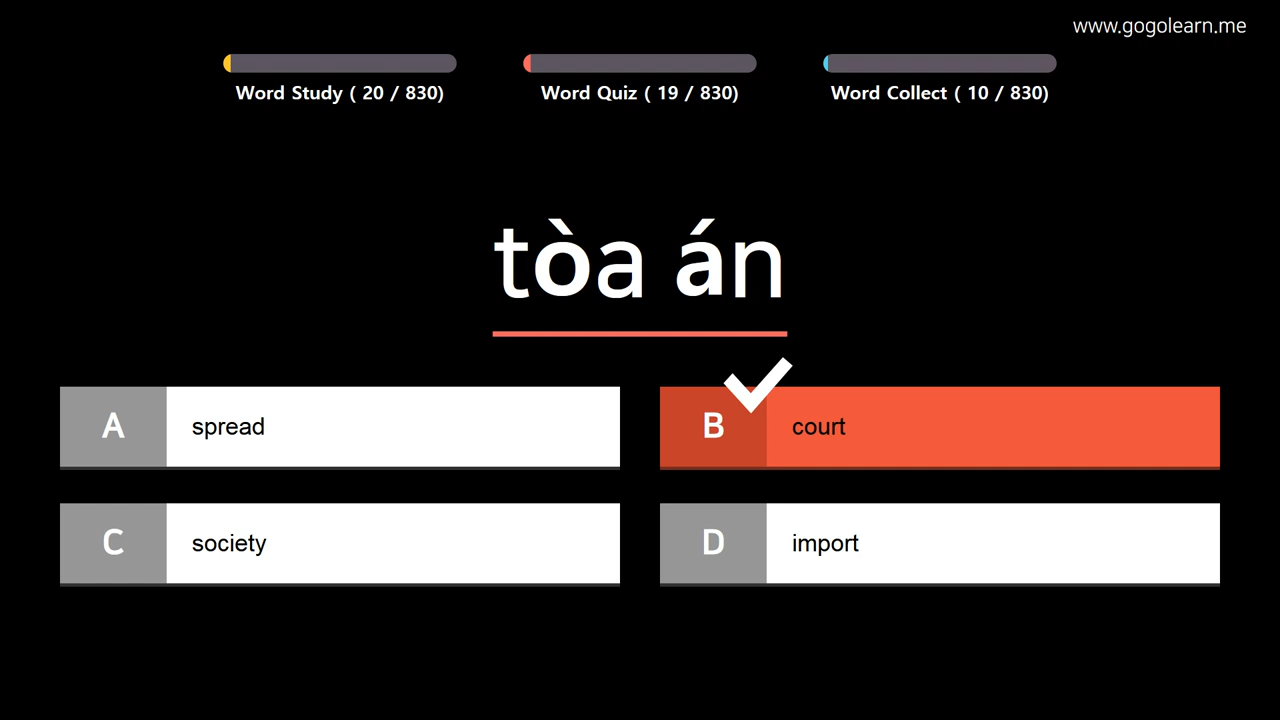 www.gogolearn.me
Word Study ( 20 / 830)
Word Quiz ( 19 / 830)
Word Collect ( 10 / 830)
tòa án
A spread
B court
C society
D import